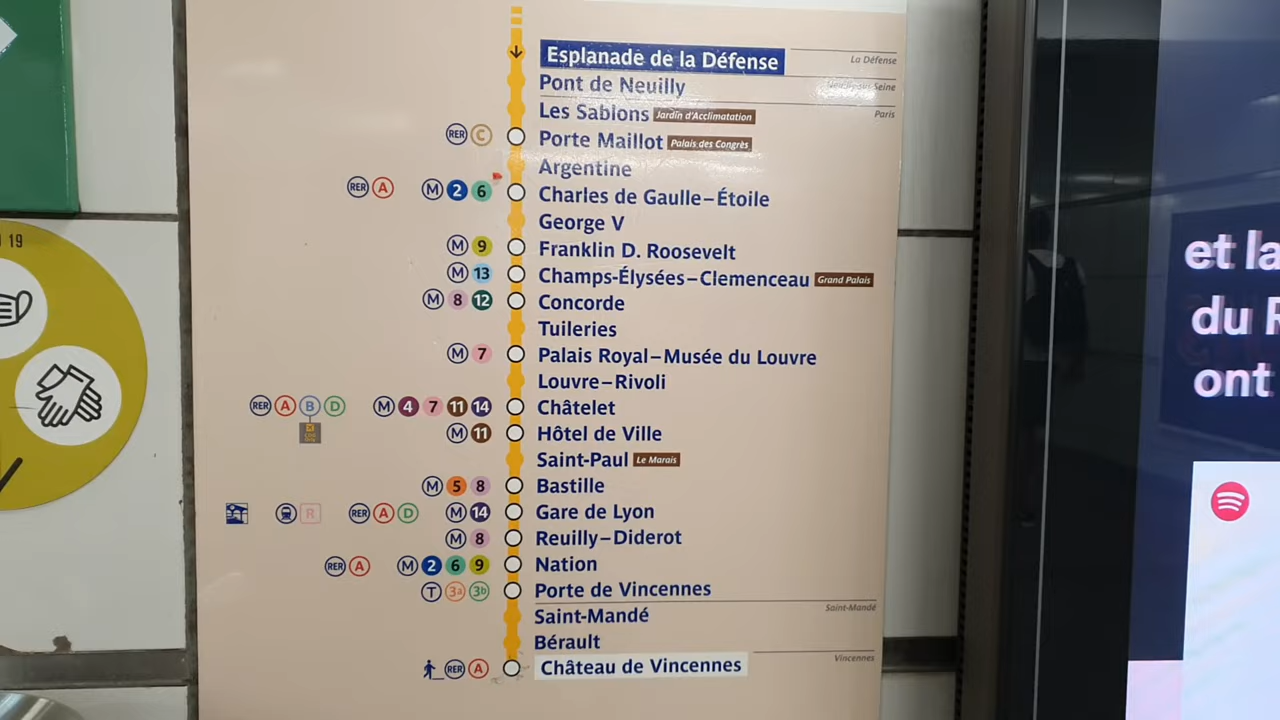 Esplanade de la Défense
La Défense
Pont de Neuilly
Neuilly-sur-Seine
Les Sablons Jardin d'Acclimatation
Paris
RER C Porte Maillot Palais des Congrès
Argentine
RER A M 2 6 Charles de Gaulle–Étoile
George V
M 9 Franklin D. Roosevelt
M 13 Champs-Élysées–Clemenceau Grand Palais
M 8 12 Concorde
Tuileries
M 7 Palais Royal–Musée du Louvre
Louvre–Rivoli
RER A B D M 4 7 11 14 Châtelet
M 11 Hôtel de Ville
Saint-Paul Le Marais
M 5 8 Bastille
R RER A D M 14 Gare de Lyon
M 8 Reuilly–Diderot
RER A M 2 6 9 Nation
T 3a 3b Porte de Vincennes
Saint-Mandé
Saint-Mandé
Bérault
Vincennes
RER A Château de Vincennes
19
et la
du R
ont